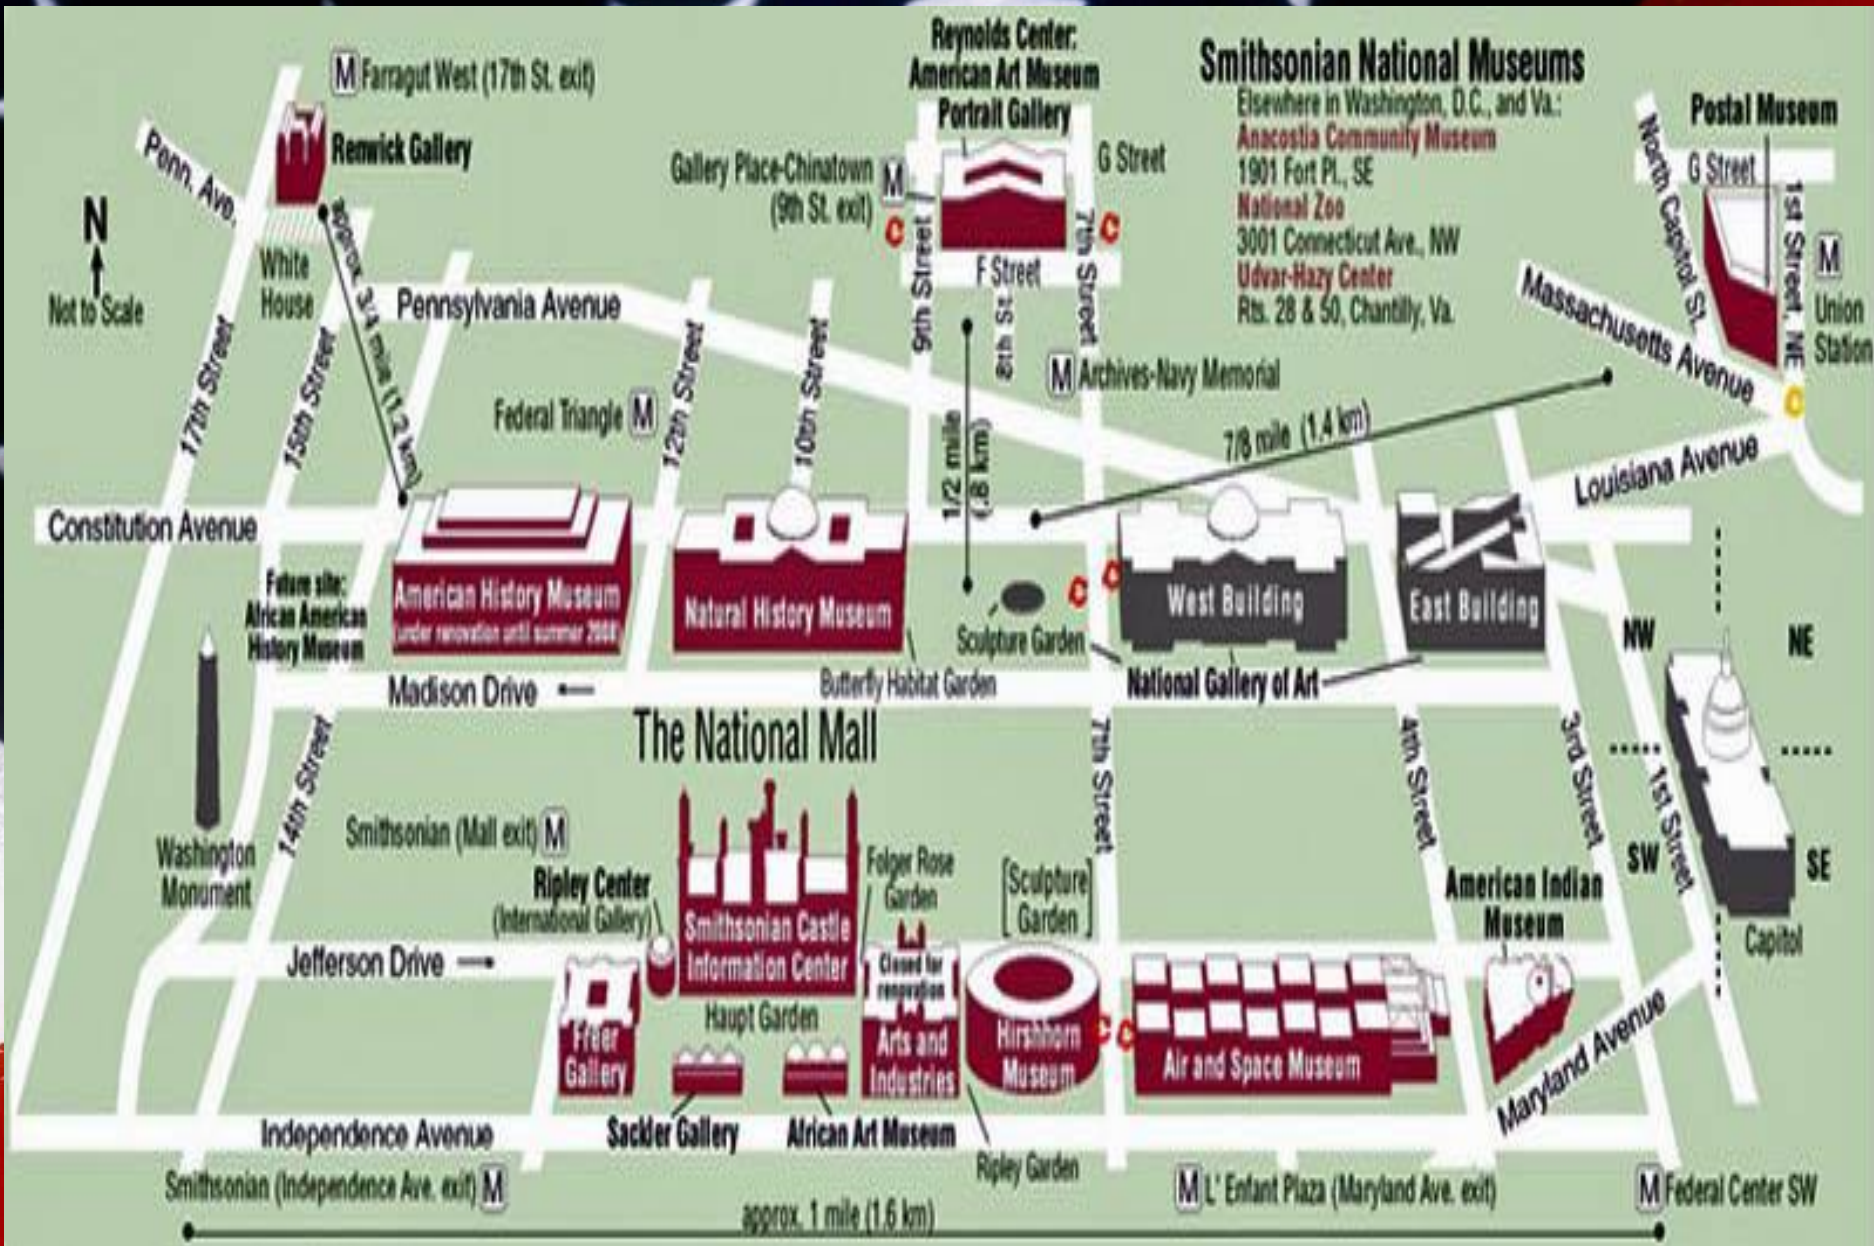 Reynolds Center:
American Art Museum
Portrait Gallery
Smithsonian National Museums
Elsewhere in Washington, D.C., and Va.:
Anacostia Community Museum
1901 Fort Pl., SE
National Zoo
3001 Connecticut Ave., NW
Udvar-Hazy Center
Rts. 28 & 50, Chantilly, Va.
M Farragut West (17th St. exit)
Renwick Gallery
Penn. Ave.
N
Not to Scale
White
House
approx. 3/4 mile (1.2 km)
Gallery Place-Chinatown
(9th St. exit)
M
C
C
G Street
F Street
9th Street
8th St.
7th Street
Postal Museum
G Street
North Capitol St.
1st Street, NE
M
Union
Station
Massachusetts Avenue
C
Louisiana Avenue
Pennsylvania Avenue
17th Street
15th Street
12th Street
10th Street
Federal Triangle M
M Archives-Navy Memorial
1/2 mile
(.8 km)
7/8 mile (1.4 km)
Constitution Avenue
Future site:
African American
History Museum
American History Museum
(under renovation until summer 2008)
Natural History Museum
Sculpture Garden
C
C
West Building
East Building
National Gallery of Art
Butterfly Habitat Garden
Madison Drive
NW
NE
SW
SE
Capitol
The National Mall
Washington
Monument
14th Street
7th Street
4th Street
3rd Street
1st Street
Smithsonian (Mall exit) M
Ripley Center
(International Gallery)
Smithsonian Castle
Information Center
Folger Rose
Garden
Sculpture
Garden
American Indian
Museum
Jefferson Drive
Freer
Gallery
Haupt Garden
Closed for
renovation
Arts and
Industries
Hirshhorn
Museum
C
C
Air and Space Museum
Maryland Avenue
Independence Avenue
Sackler Gallery
African Art Museum
Ripley Garden
Smithsonian (Independence Ave. exit) M
M L' Enfant Plaza (Maryland Ave. exit)
M Federal Center SW
approx. 1 mile (1.6 km)